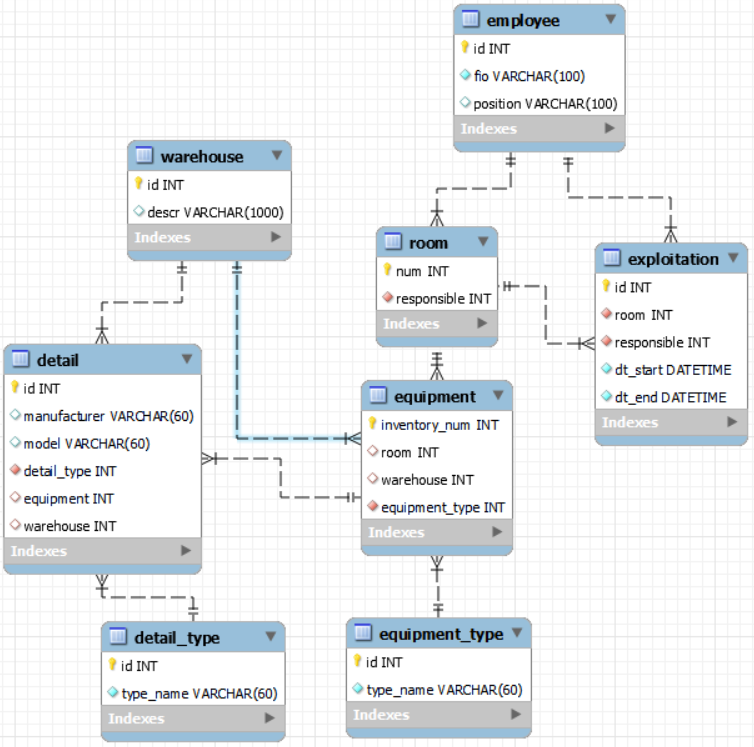 employee
id INT
fio VARCHAR(100)
position VARCHAR(100)
Indexes
warehouse
id INT
descr VARCHAR(1000)
Indexes
room
num INT
responsible INT
Indexes
exploitation
id INT
room INT
responsible INT
dt_start DATETIME
dt_end DATETIME
Indexes
detail
id INT
manufacturer VARCHAR(60)
model VARCHAR(60)
detail_type INT
equipment INT
warehouse INT
Indexes
equipment
inventory_num INT
room INT
warehouse INT
equipment_type INT
Indexes
detail_type
id INT
type_name VARCHAR(60)
Indexes
equipment_type
id INT
type_name VARCHAR(60)
Indexes